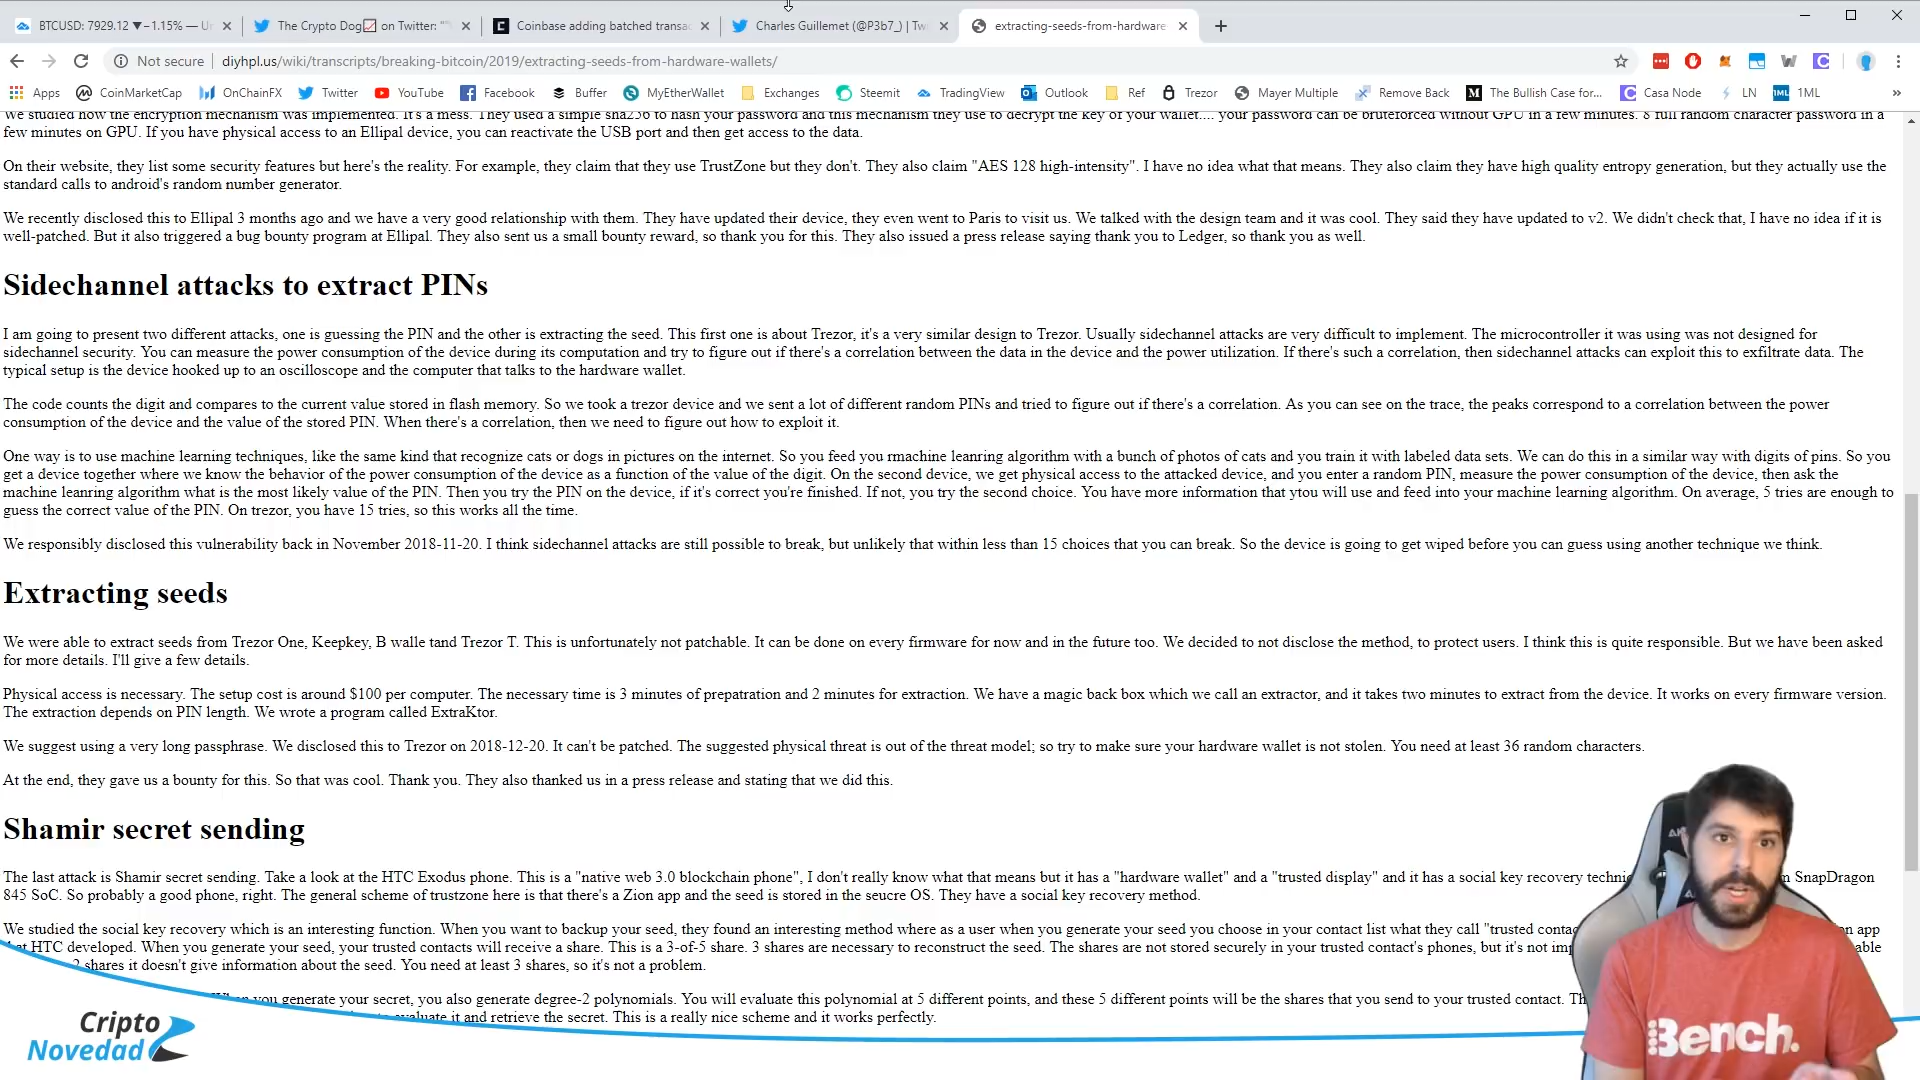 BTCUSD: 7929.12 ▼−1.15% — U
The Crypto Dog📈 on Twitter: "
Coinbase adding batched transac
Charles Guillemet (@P3b7_) | Twi
extracting-seeds-from-hardware
Not secure | diyhpl.us/wiki/transcripts/breaking-bitcoin/2019/extracting-seeds-from-hardware-wallets/
Apps CoinMarketCap OnChainFX Twitter YouTube Facebook Buffer MyEtherWallet Exchanges Steemit TradingView Outlook Ref Trezor Mayer Multiple Remove Back The Bullish Case for... Casa Node LN 1ML »
We studied how the encryption mechanism was implemented. It's a mess. They used a simple sha256 to hash your password and this mechanism they use to decrypt the key of your wallet.... your password can be bruteforced without GPU in a few minutes. 8 full random character password in a
few minutes on GPU. If you have physical access to an Ellipal device, you can reactivate the USB port and then get access to the data.
On their website, they list some security features but here's the reality. For example, they claim that they use TrustZone but they don't. They also claim "AES 128 high-intensity". I have no idea what that means. They also claim they have high quality entropy generation, but they actually use the
standard calls to android's random number generator.
We recently disclosed this to Ellipal 3 months ago and we have a very good relationship with them. They have updated their device, they even went to Paris to visit us. We talked with the design team and it was cool. They said they have updated to v2. We didn't check that, I have no idea if it is
well-patched. But it also triggered a bug bounty program at Ellipal. They also sent us a small bounty reward, so thank you for this. They also issued a press release saying thank you to Ledger, so thank you as well.
Sidechannel attacks to extract PINs
I am going to present two different attacks, one is guessing the PIN and the other is extracting the seed. This first one is about Trezor, it's a very similar design to Trezor. Usually sidechannel attacks are very difficult to implement. The microcontroller it was using was not designed for
sidechannel security. You can measure the power consumption of the device during its computation and try to figure out if there's a correlation between the data in the device and the power utilization. If there's such a correlation, then sidechannel attacks can exploit this to exfiltrate data. The
typical setup is the device hooked up to an oscilloscope and the computer that talks to the hardware wallet.
The code counts the digit and compares to the current value stored in flash memory. So we took a trezor device and we sent a lot of different random PINs and tried to figure out if there's a correlation. As you can see on the trace, the peaks correspond to a correlation between the power
consumption of the device and the value of the stored PIN. When there's a correlation, then we need to figure out how to exploit it.
One way is to use machine learning techniques, like the same kind that recognize cats or dogs in pictures on the internet. So you feed you rmachine leanring algorithm with a bunch of photos of cats and you train it with labeled data sets. We can do this in a similar way with digits of pins. So you
get a device together where we know the behavior of the power consumption of the device as a function of the value of the digit. On the second device, we get physical access to the attacked device, and you enter a random PIN, measure the power consumption of the device, then ask the
machine leanring algorithm what is the most likely value of the PIN. Then you try the PIN on the device, if it's correct you're finished. If not, you try the second choice. You have more information that ytou will use and feed into your machine learning algorithm. On average, 5 tries are enough to
guess the correct value of the PIN. On trezor, you have 15 tries, so this works all the time.
We responsibly disclosed this vulnerability back in November 2018-11-20. I think sidechannel attacks are still possible to break, but unlikely that within less than 15 choices that you can break. So the device is going to get wiped before you can guess using another technique we think.
Extracting seeds
We were able to extract seeds from Trezor One, Keepkey, B walle tand Trezor T. This is unfortunately not patchable. It can be done on every firmware for now and in the future too. We decided to not disclose the method, to protect users. I think this is quite responsible. But we have been asked
for more details. I'll give a few details.
Physical access is necessary. The setup cost is around $100 per computer. The necessary time is 3 minutes of prepatration and 2 minutes for extraction. We have a magic back box which we call an extractor, and it takes two minutes to extract from the device. It works on every firmware version.
The extraction depends on PIN length. We wrote a program called ExtraKtor.
We suggest using a very long passphrase. We disclosed this to Trezor on 2018-12-20. It can't be patched. The suggested physical threat is out of the threat model; so try to make sure your hardware wallet is not stolen. You need at least 36 random characters.
At the end, they gave us a bounty for this. So that was cool. Thank you. They also thanked us in a press release and stating that we did this.
Shamir secret sending
The last attack is Shamir secret sending. Take a look at the HTC Exodus phone. This is a "native web 3.0 blockchain phone", I don't really know what that means but it has a "hardware wallet" and a "trusted display" and it has a social key recovery techni SnapDragon
845 SoC. So probably a good phone, right. The general scheme of trustzone here is that there's a Zion app and the seed is stored in the seucre OS. They have a social key recovery method.
We studied the social key recovery which is an interesting function. When you want to backup your seed, they found an interesting method where as a user when you generate your seed you choose in your contact list what they call "trusted contac app
at HTC developed. When you generate your seed, your trusted contacts will receive a share. This is a 3-of-5 share. 3 shares are necessary to reconstruct the seed. The shares are not stored securely in your trusted contact's phones, but it's not imp able
2 shares it doesn't give information about the seed. You need at least 3 shares, so it's not a problem.
When you generate your secret, you also generate degree-2 polynomials. You will evaluate this polynomial at 5 different points, and these 5 different points will be the shares that you send to your trusted contact. Th
evaluate it and retrieve the secret. This is a really nice scheme and it works perfectly.
Cripto
Novedad
Bench.